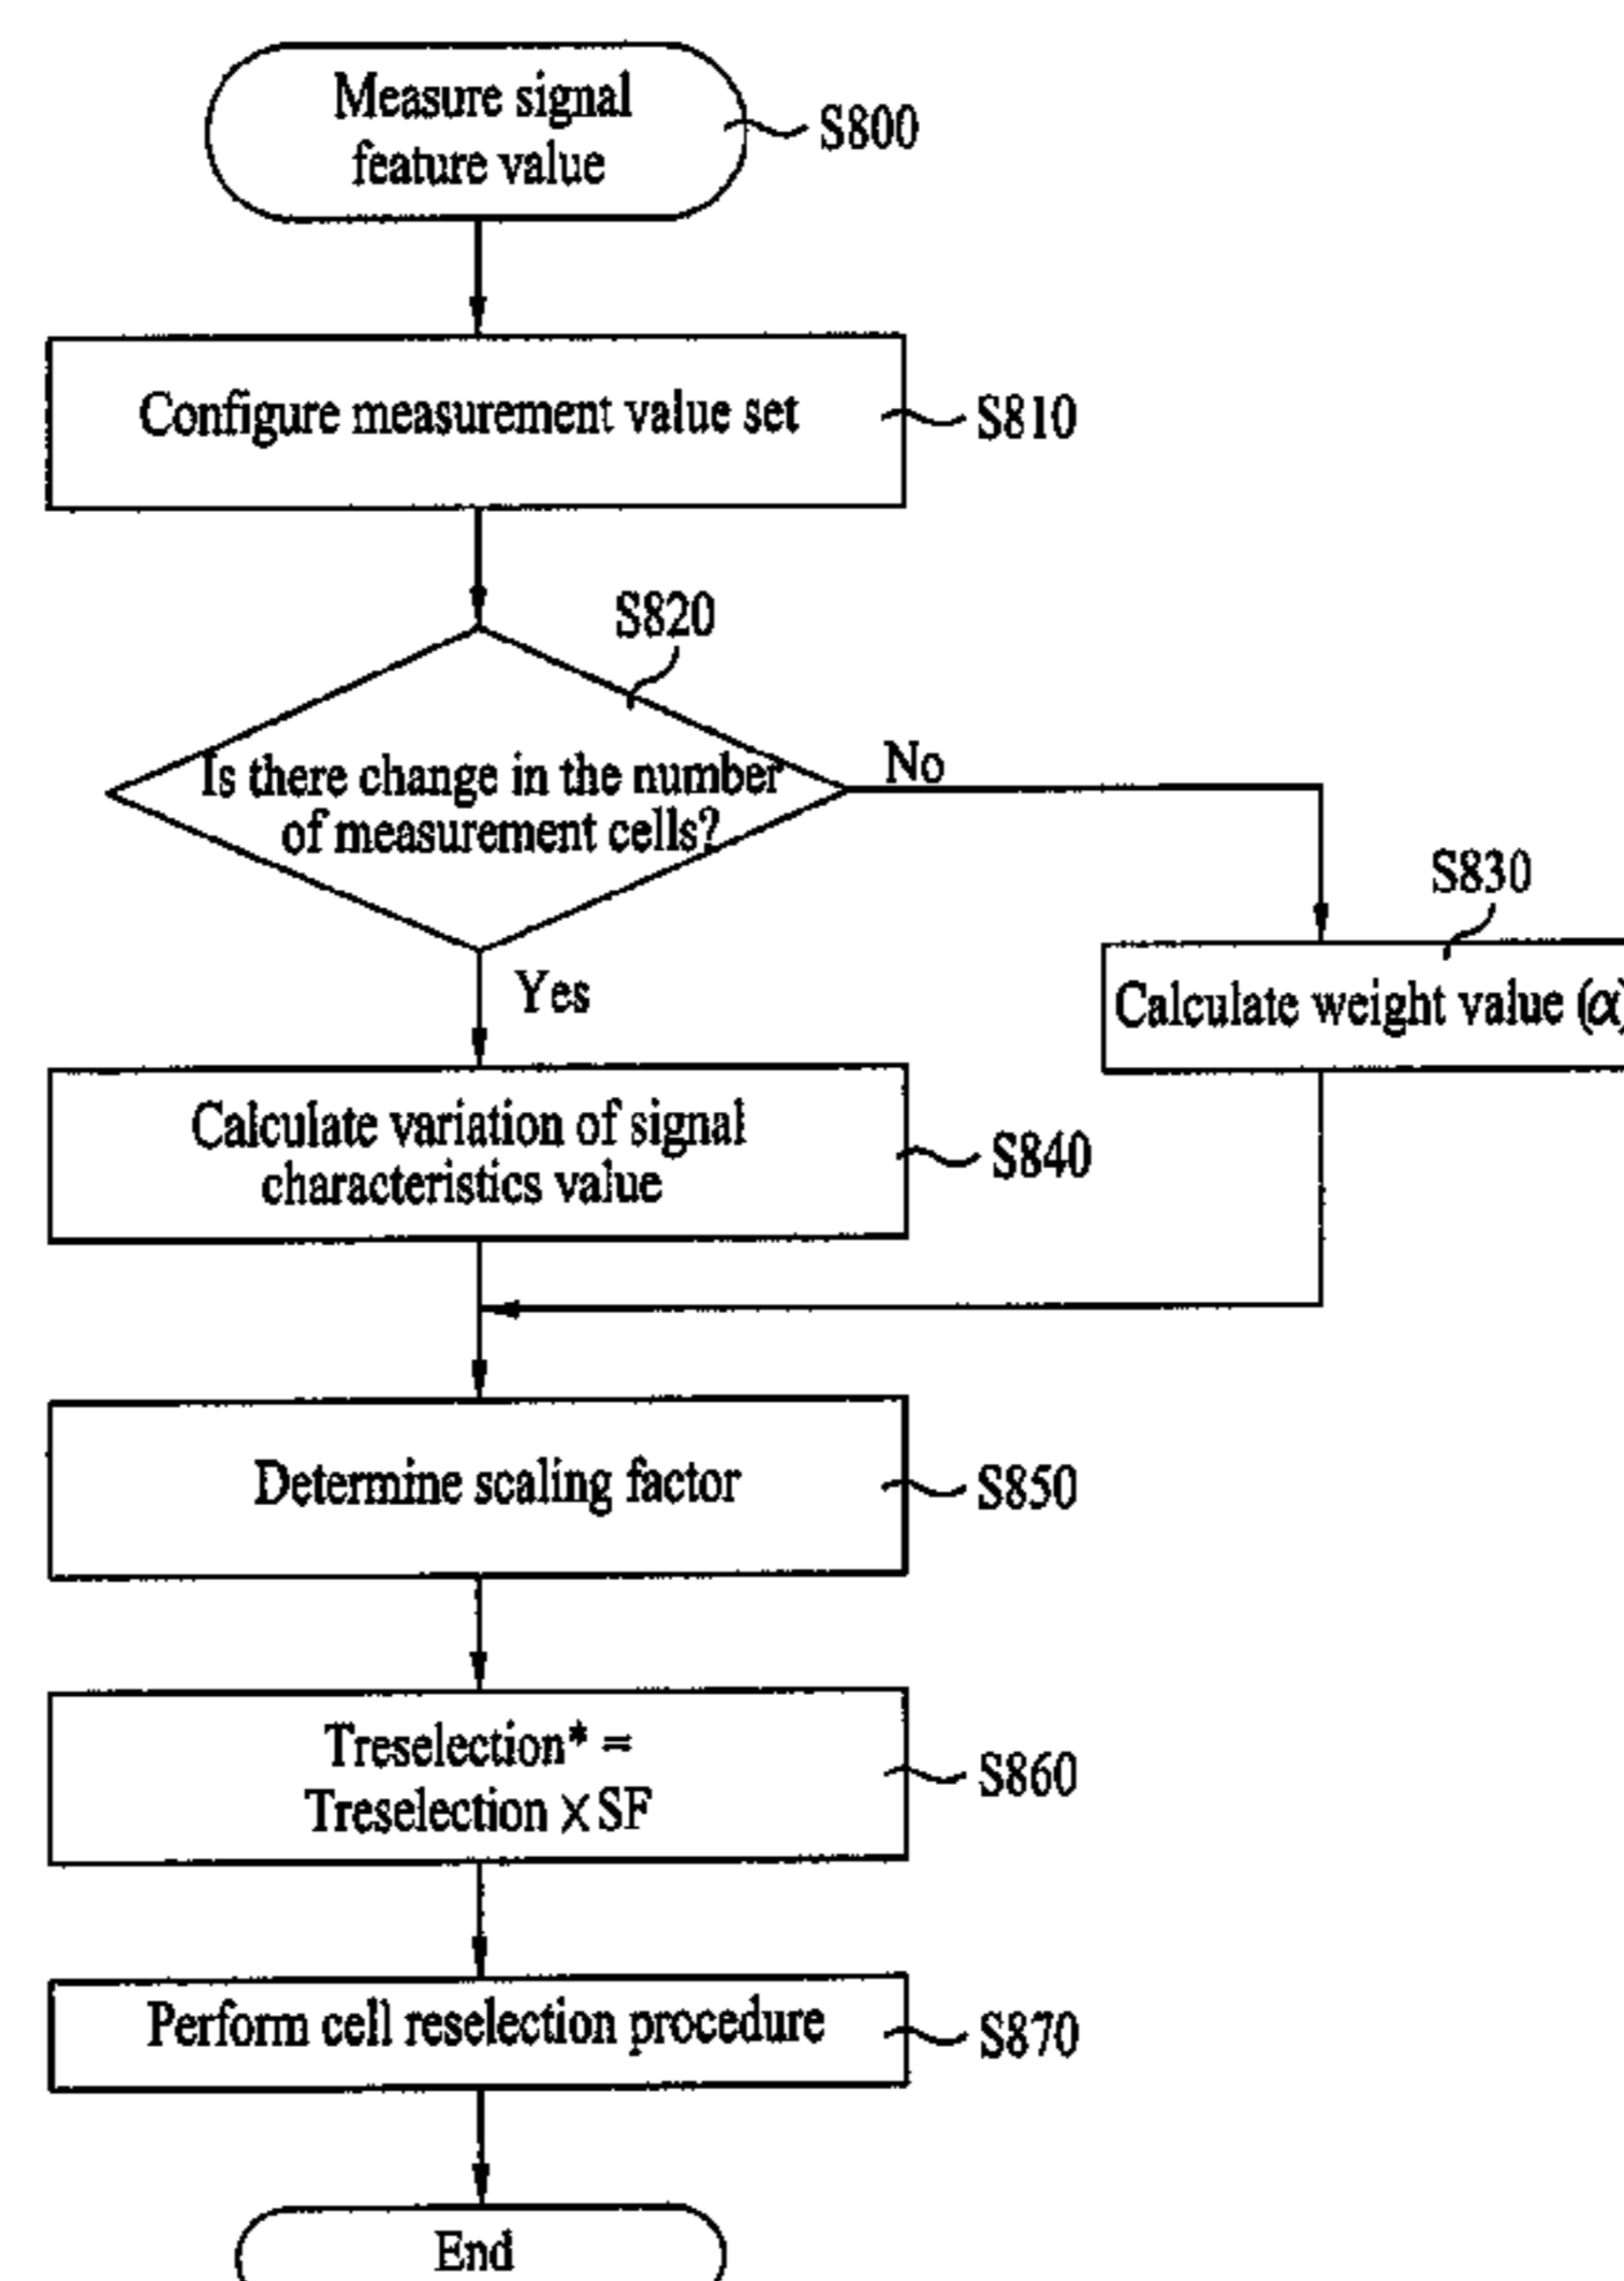 Measure signal
feature value
S800
Configure measurement value set
S810
S820
Is there change in the number
of measurement cells?
No
Yes
S830
Calculate weight value (α)
Calculate variation of signal
characteristics value
S840
Determine scaling factor
S850
Treselection* =
Treselection X SF
S860
Perform cell reselection procedure
S870
End